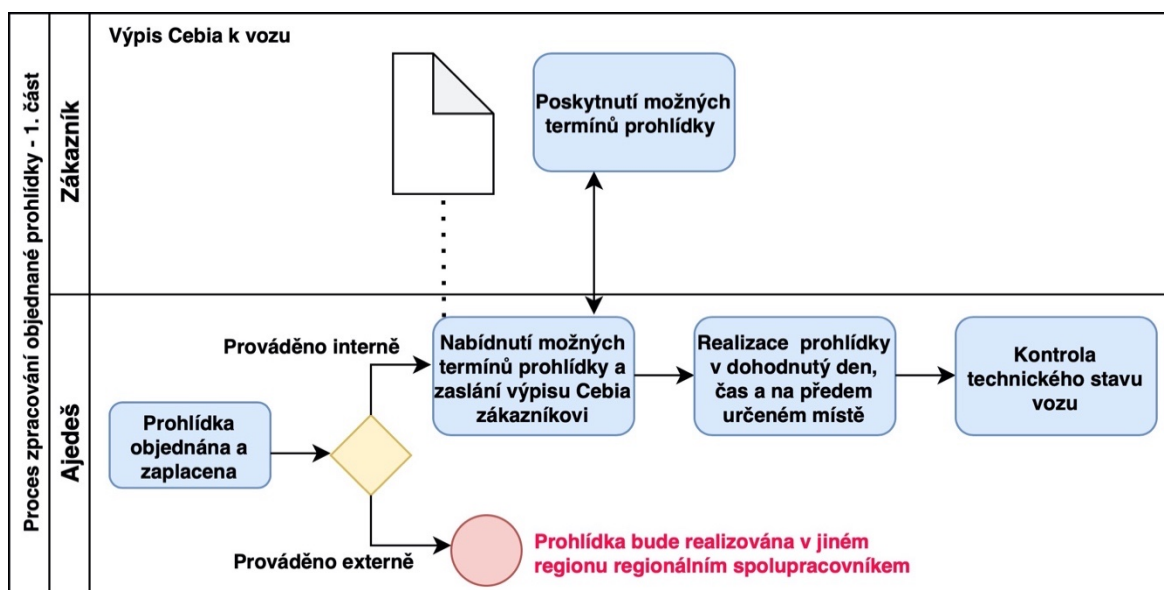 Proces zpracování objednané prohlídky - 1. část
Zákazník
Výpis Cebia k vozu
Poskytnutí možných
termínů prohlídky
Ajedeš
Prohlídka
objednána a
zaplacena
Prováděno interně
Nabídnutí možných
termínů prohlídky a
zaslání výpisu Cebia
zákazníkovi
Realizace prohlídky
v dohodnutý den,
čas a na předem
určeném místě
Kontrola
technického stavu
vozu
Prováděno externě
Prohlídka bude realizována v jiném
regionu regionálním spolupracovníkem